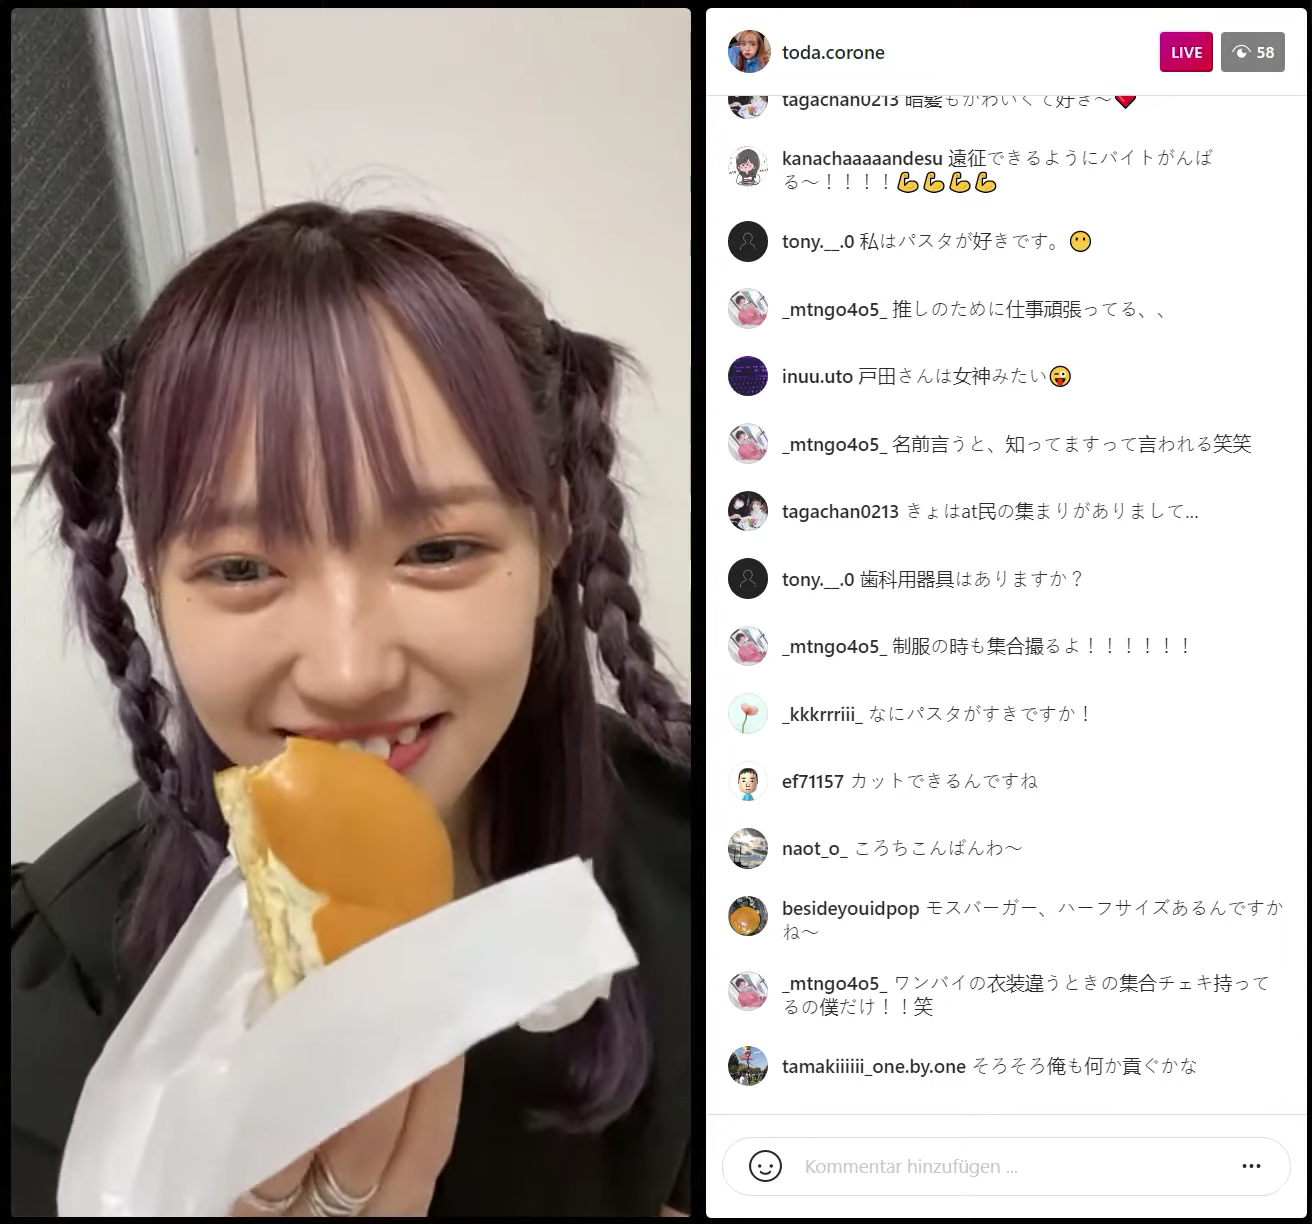 toda.corone
LIVE
58
tagachan0213 暗髪もかわいくて好き〜❤️
kanachaaaaandesu 遠征できるようにバイトがんば
る〜！！！！💪💪💪💪
tony.__.0 私はパスタが好きです。😶
_mtngo4o5_ 推しのために仕事頑張ってる、、
inuu.uto 戸田さんは女神みたい😜
_mtngo4o5_ 名前言うと、知ってますって言われる笑笑
tagachan0213 きょはat民の集まりがありまして...
tony.__.0 歯科用器具はありますか？
_mtngo4o5_ 制服の時も集合撮るよ！！！！！！
_kkkrrriii_ なにパスタがすきですか！
ef71157 カットできるんですね
naot_o_ ころちこんばんわ〜
besideyouidpop モスバーガー、ハーフサイズあるんですか
ね〜
_mtngo4o5_ ワンバイの衣装違うときの集合チェキ持って
るの僕だけ！！笑
tamakiiiiiii_one.by.one そろそろ俺も何か貢ぐかな
Kommentar hinzufügen ...